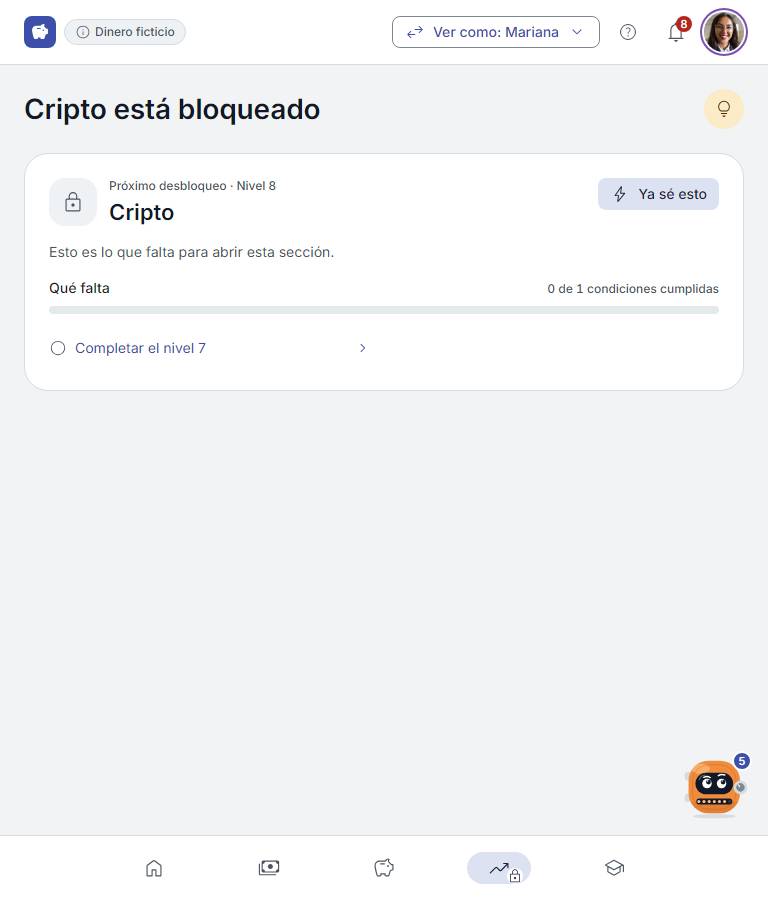 Dinero ficticio
Ver como: Mariana
8
Cripto está bloqueado
Próximo desbloqueo · Nivel 8
Cripto
Ya sé esto
Esto es lo que falta para abrir esta sección.
Qué falta
0 de 1 condiciones cumplidas
Completar el nivel 7
5